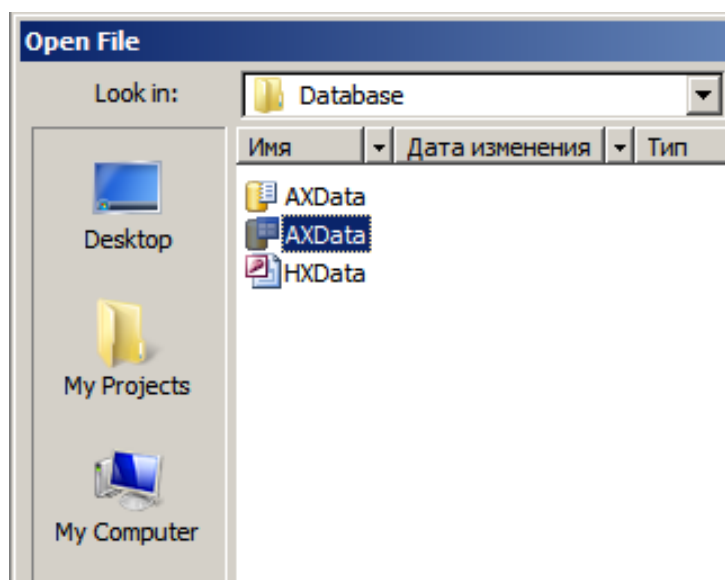 Open File
Look in:
Database
Имя
Дата изменения
Тип
Desktop
My Projects
My Computer
AXData
AXData
HXData